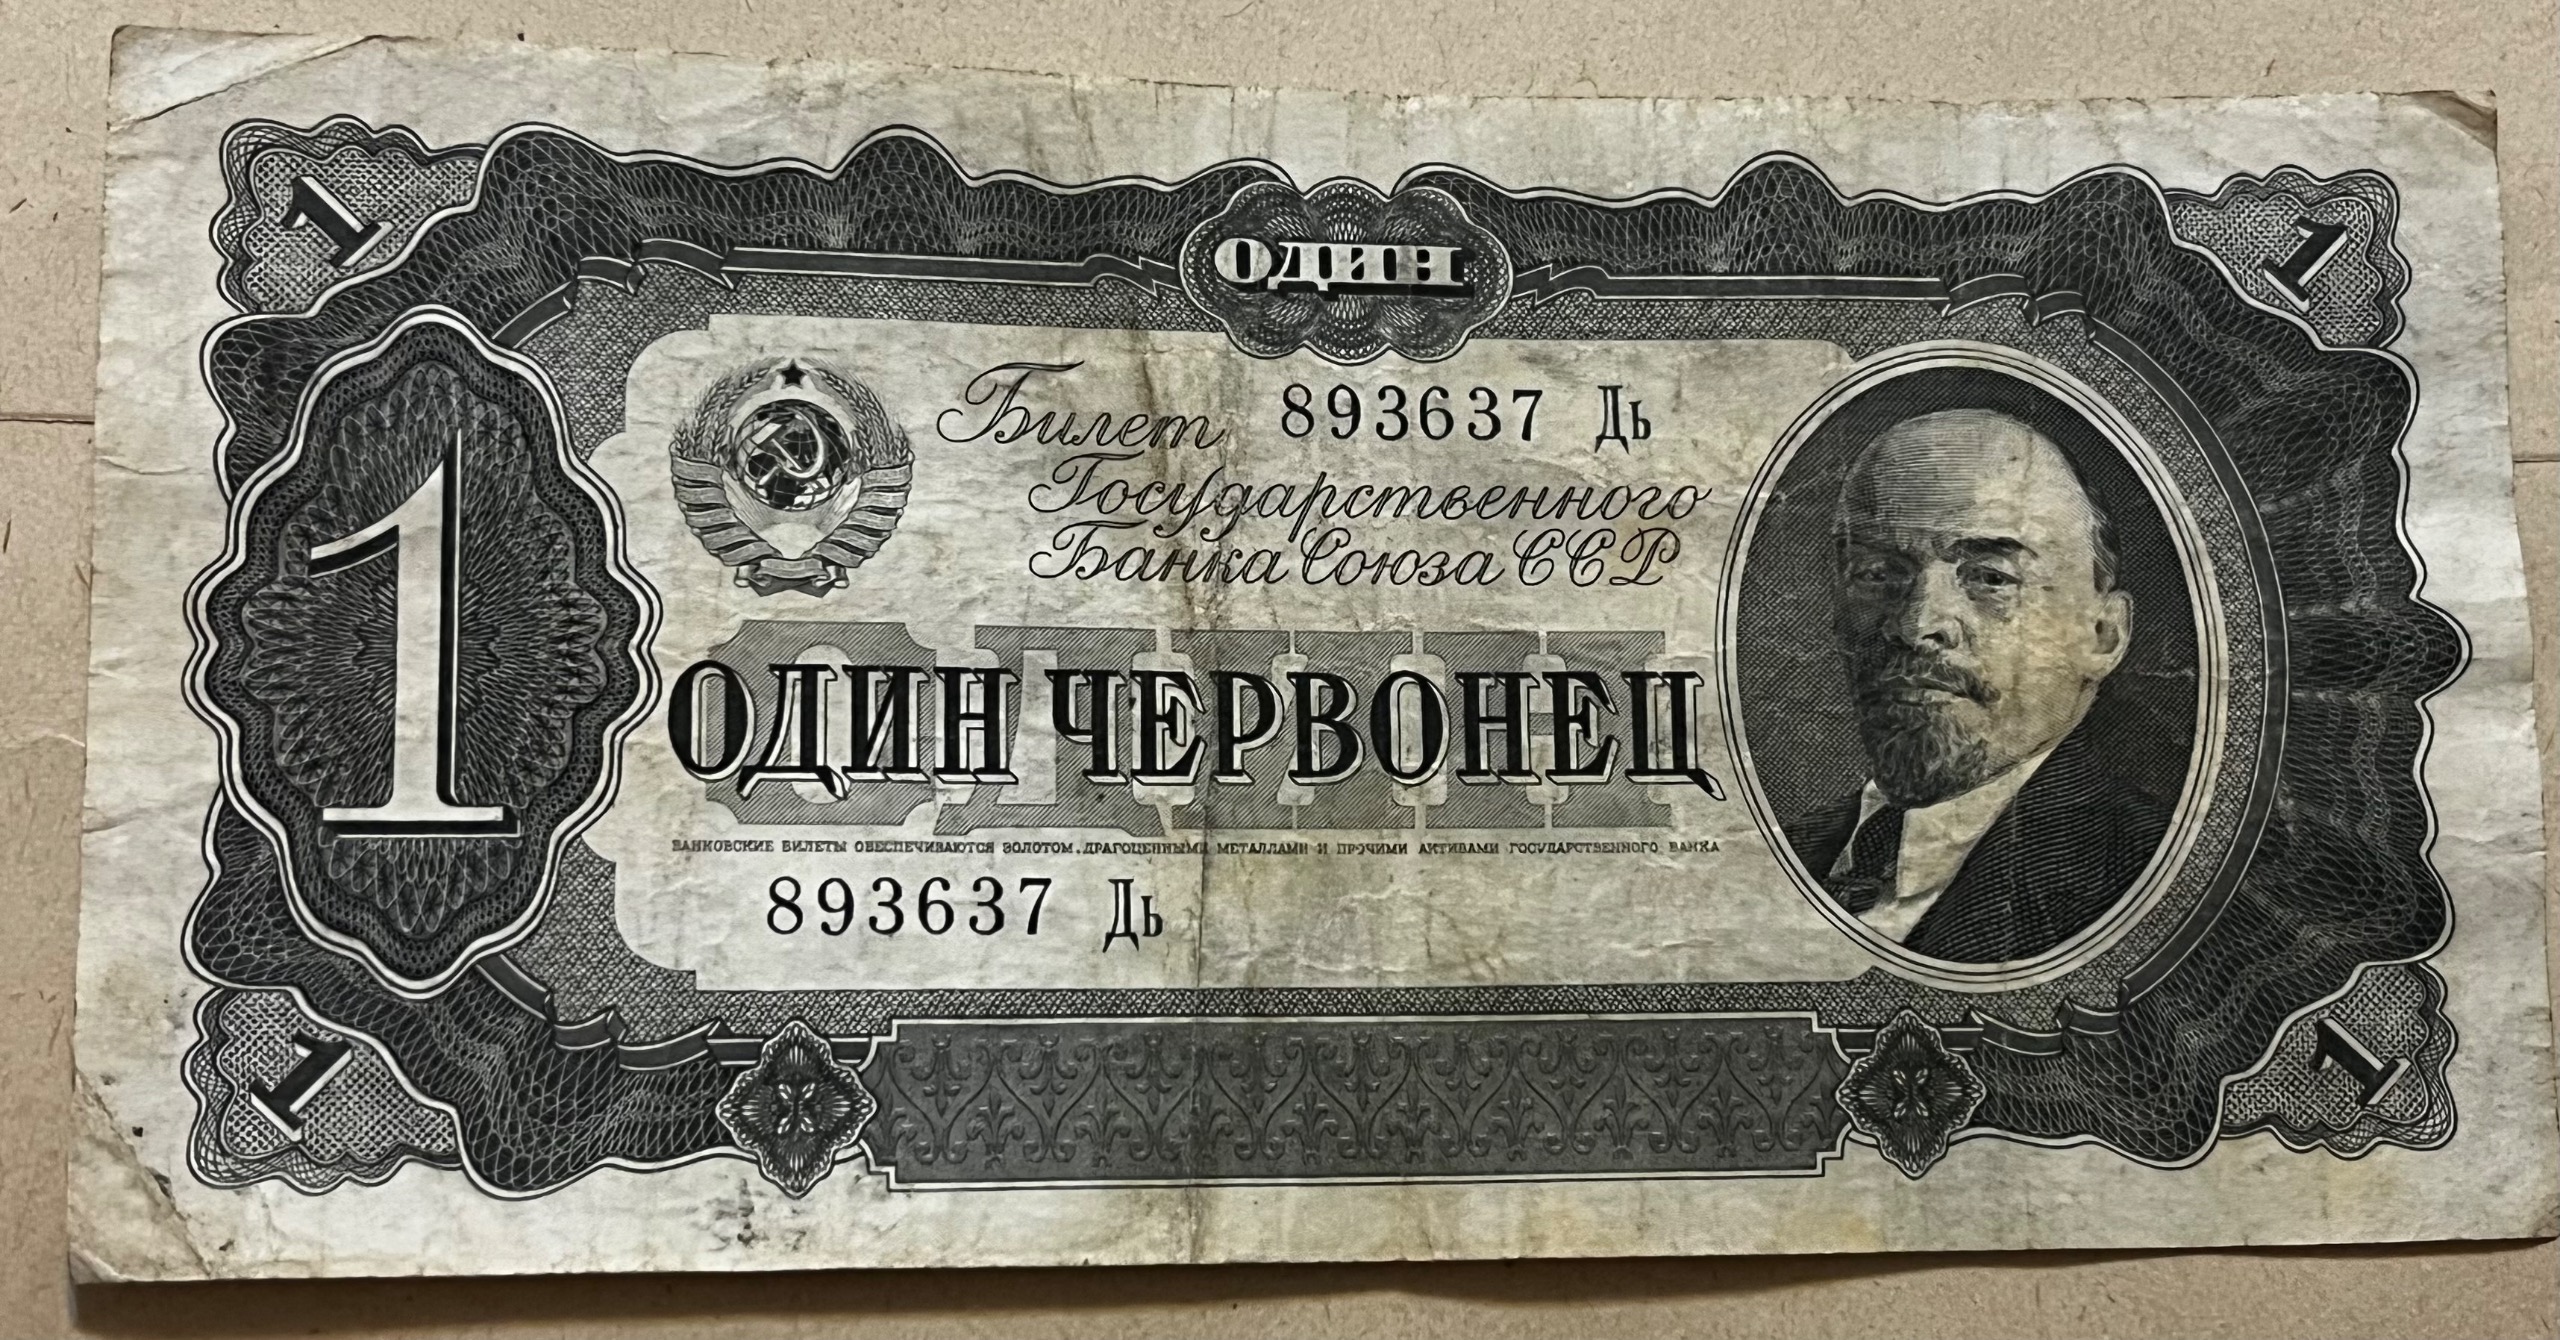 1
ОДИН
1
Билет 893637 Дь
Государственного
Банка Союза ССР
1
ОДИН
ОДИН ЧЕРВОНЕЦ
БАНКОВСКИЕ БИЛЕТЫ ОБЕСПЕЧИВАЮТСЯ ЗОЛОТОМ, ДРАГОЦЕННЫМИ МЕТАЛЛАМИ И ПРОЧИМИ АКТИВАМИ ГОСУДАРСТВЕННОГО БАНКА
893637 Дь
1
1